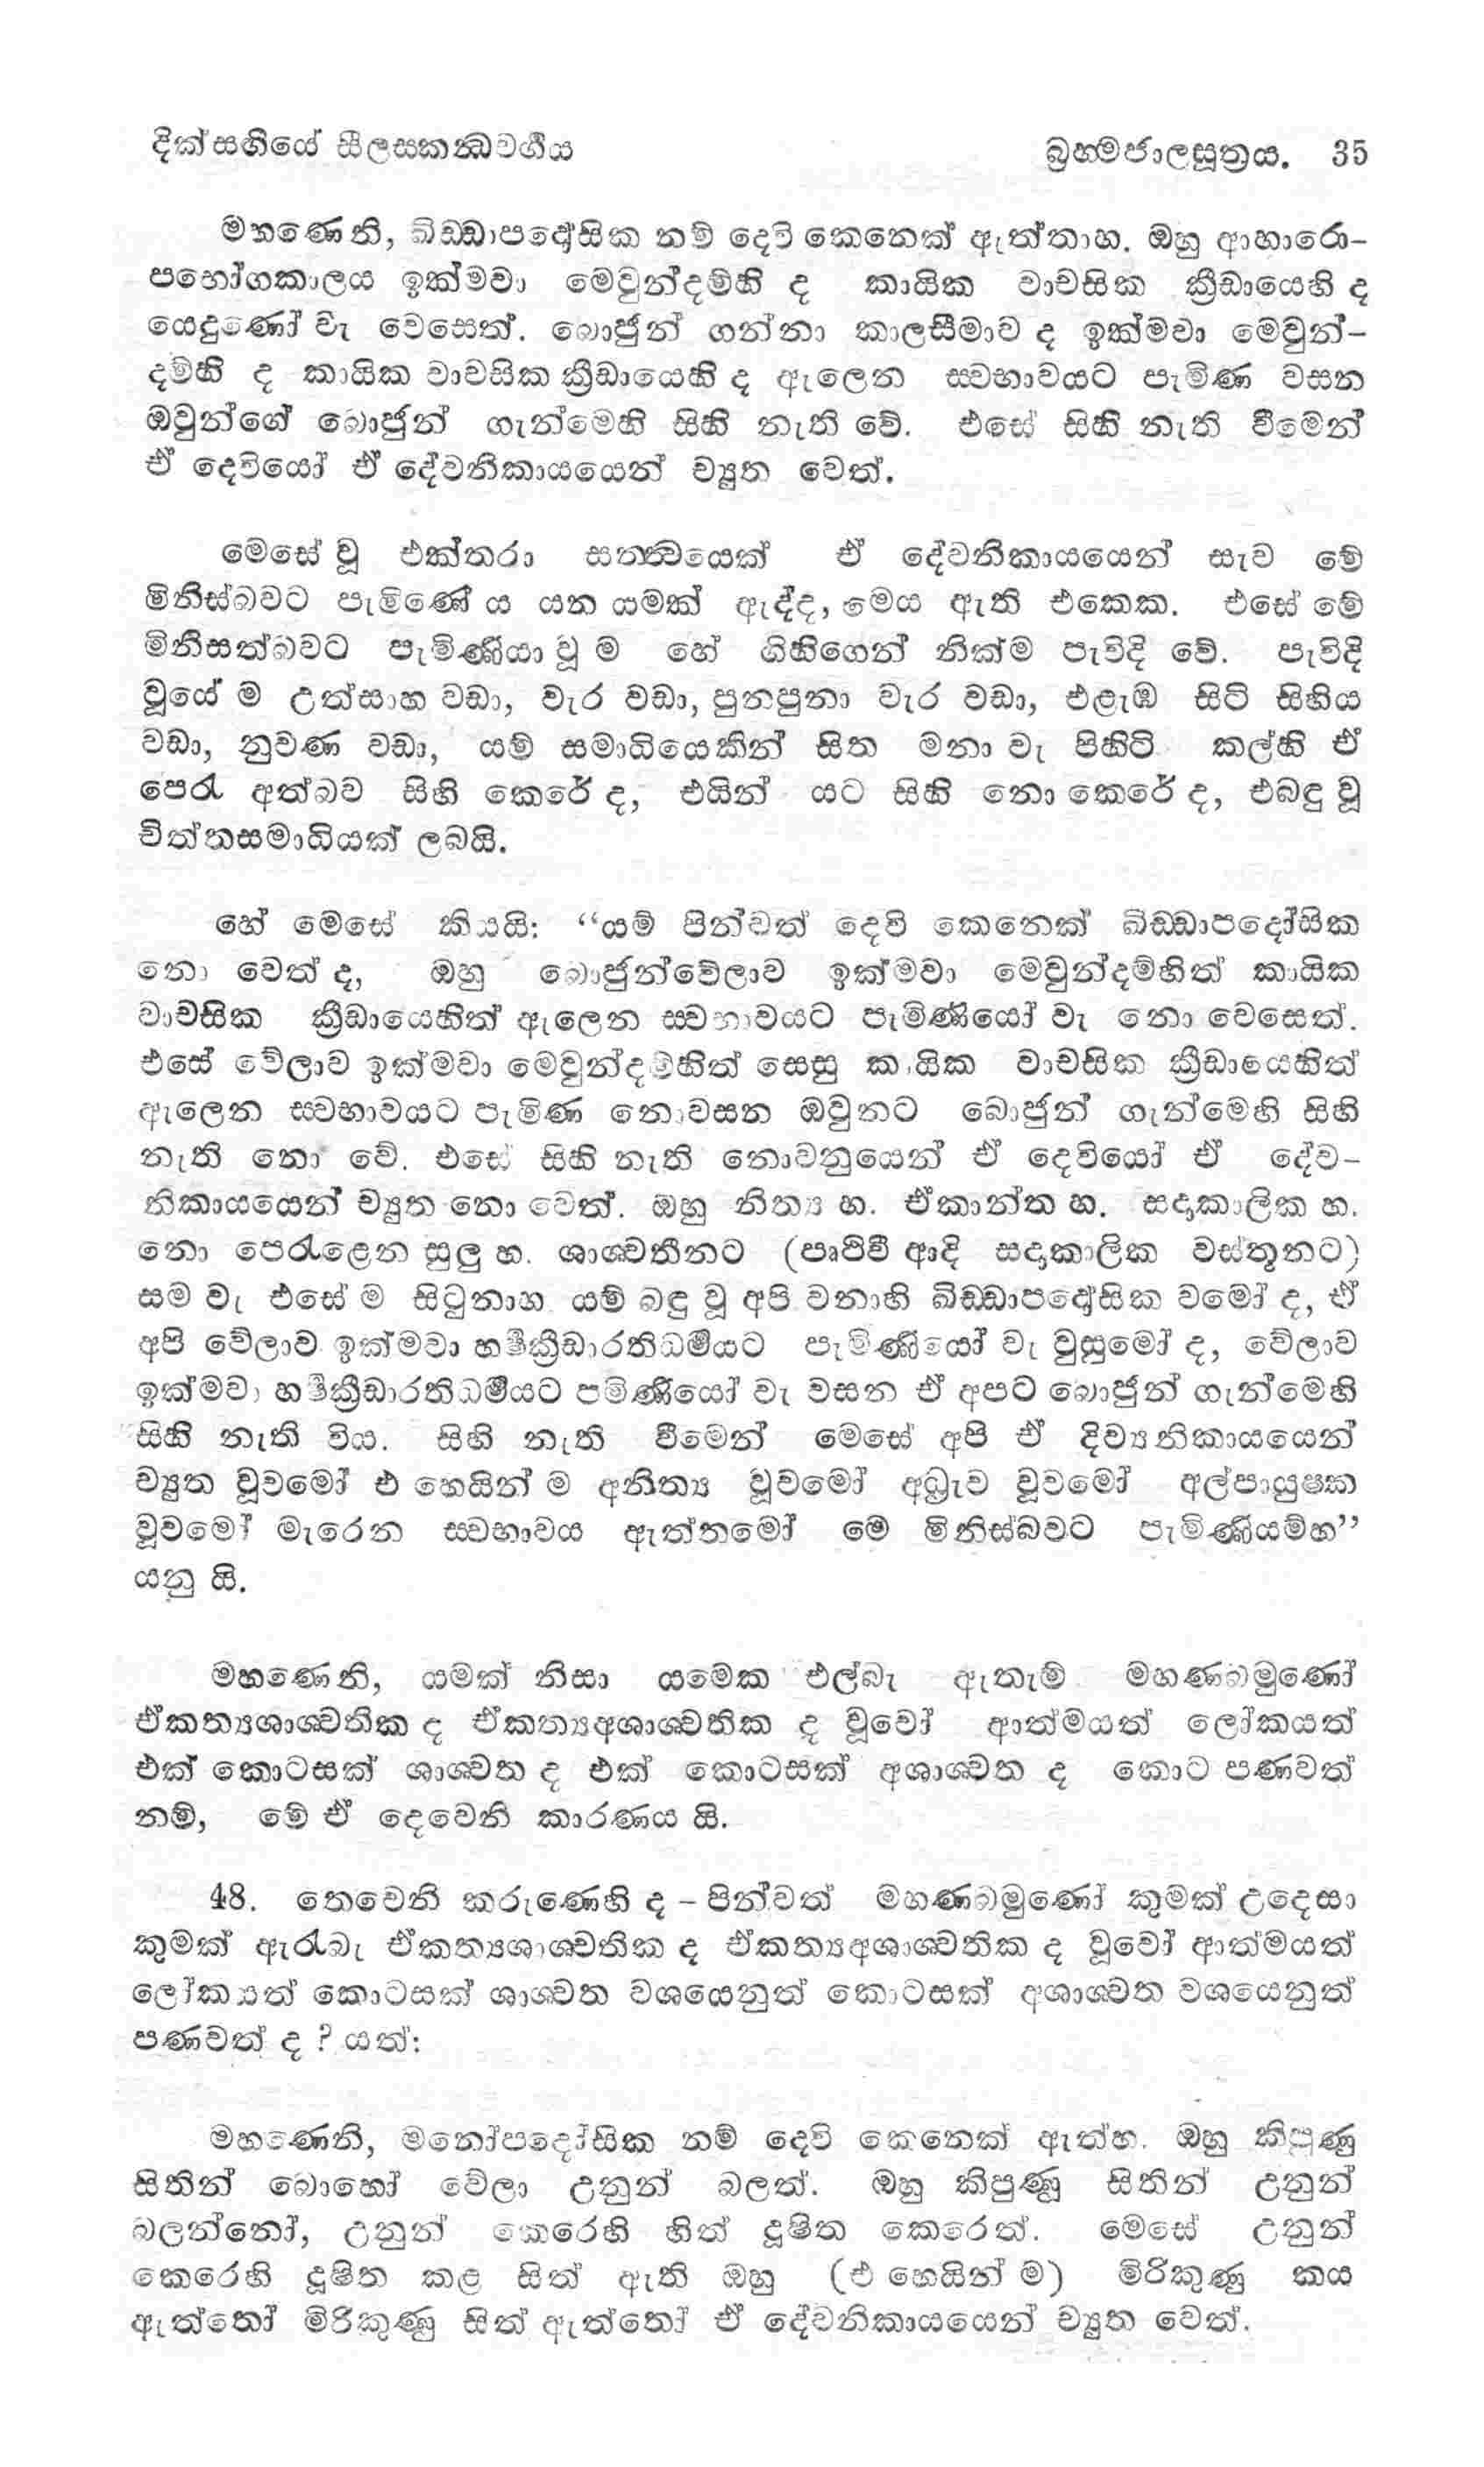 දික්සඟියේ සීලසකන්‍ධවර්‍ගය බ්‍රහ්මජාලසූත්‍රය. 35
මහණෙනි, ඛිඩ්ඩාපදෝසික නම් දෙවි කෙනෙක් ඇත්තාහ. ඔහු ආහාරො-
පභෝගකාලය ඉක්මවා මෙවුන්දම්හි ද කායික වාචසික ක්‍රීඩායෙහි ද
යෙදුණෝ වැ වෙසෙත්. බොජුන් ගන්නා කාලසීමාව ද ඉක්මවා මෙවුන්-
දම්හි ද කායික වාචසික ක්‍රීඩායෙහි ද ඇලෙන ස්වභාවයට පැමිණ වසන
ඔවුන්ගේ බොජුන් ගැන්මෙහි සිහි නැති වේ. එසේ සිහි නැති වීමෙන්
ඒ දෙවියෝ ඒ දේවනිකායයෙන් ච්‍යුත වෙත්.
මෙසේ වූ එක්තරා සත්ත්‍වයෙක් ඒ දේවනිකායයෙන් සැව මේ
මිනිස්බවට පැමිණේ ය යන යමක් ඇද්ද, මෙය ඇති එකෙක. එසේ මේ
මිනිසත්බවට පැමිණියා වූ ම හේ ගිහිගෙන් නික්ම පැවිදි වේ. පැවිදි
වූයේ ම උත්සාහ වඩා, වැර වඩා, පුනපුනා වැර වඩා, එළැඹ සිටි සිහිය
වඩා, නුවණ වඩා, යම් සමාධියෙකින් සිත මනා වැ පිහිටි කල්හි ඒ
පෙරැ අත්බව සිහි කෙරේ ද, එයින් යට සිහි නො කෙරේ ද, එබඳු වූ
චිත්තසමාධියක් ලබයි.
හේ මෙසේ කියයි: “යම් පින්වත් දෙවි කෙනෙක් ඛිඩ්ඩාපදෝසික
නො වෙත් ද, ඔහු බොජුන්වේලාව ඉක්මවා මෙවුන්දම්හිත් කායික
වාචසික ක්‍රීඩායෙහිත් ඇලෙන ස්වභාවයට පැමිණියෝ වැ නො වෙසෙත්.
එසේ වේලාව ඉක්මවා මෙවුන්දම්හිත් සෙසු කායික වාචසික ක්‍රීඩායෙහිත්
ඇලෙන ස්වභාවයට පැමිණ නොවසන ඔවුනට බොජුන් ගැන්මෙහි සිහි
නැති නො වේ. එසේ සිහි නැති නොවනුයෙන් ඒ දෙවියෝ ඒ දේව-
නිකායයෙන් ච්‍යුත නො වෙත්. ඔහු නිත්‍ය හ. ඒකාන්ත හ. සදාකාලික හ.
නො පෙරැළෙන සුලු හ. ශාශ්වතීනට (පෘථිවී ආදි සදාකාලික වස්තූනට)
සම වැ එසේ ම සිටුනාහ යම් බඳු වූ අපි වනාහි ඛිඩ්ඩාපදෝසික වමෝ ද, ඒ
අපි වේලාව ඉක්මවා හර්‍ෂක්‍රීඩාරතිධර්‍මයට පැමිණියෝ වැ වුසුමෝ ද, වේලාව
ඉක්මවා හර්‍ෂක්‍රීඩාරතිධර්‍මයට පමිණියෝ වැ වසන ඒ අපට බොජුන් ගැන්මෙහි
සිහි නැති විය. සිහි නැති වීමෙන් මෙසේ අපි ඒ දිව්‍යනිකායයෙන්
ච්‍යුත වූවමෝ එ හෙයින් ම අනිත්‍ය වූවමෝ අධ්‍රැව වූවමෝ අල්පායුෂ්ක
වූවමෝ මැරෙන ස්වභාවය ඇත්තමෝ මෙ මිනිස්බවට පැමිණියම්හ”
යනු යි.
මහණෙනි, යමක් නිසා යමෙක එල්බැ ඇතැම් මහණබමුණෝ
ඒකත්‍යශාශ්වතික ද ඒකත්‍යඅශාශ්වතික ද වූවෝ ආත්මයත් ලෝකයත්
එක් කොටසක් ශාශ්වත ද එක් කොටසක් අශාශ්වත ද කොට පණවත්
නම්, මේ ඒ දෙවෙනි කාරණය යි.
48. තෙවෙනි කරුණෙහි ද - පින්වත් මහණබමුණෝ කුමක් උදෙසා
කුමක් ඇරැබැ ඒකත්‍යශාශ්වතික ද ඒකත්‍යඅශාශ්වතික ද වූවෝ ආත්මයත්
ලෝකයත් කොටසක් ශාශ්වත වශයෙනුත් කොටසක් අශාශ්වත වශයෙනුත්
පණවත් ද ? යත්:
මහණෙනි, මනෝපදෝසික නම් දෙවි කෙනෙක් ඇත්හ. ඔහු කිපුණු
සිතින් බොහෝ වේලා උනුන් බලත්. ඔහු කිපුණු සිතින් උනුන්
බලන්නෝ, උනුන් කෙරෙහි හිත් දූෂිත කෙරෙත්. මෙසේ උනුන්
කෙරෙහි දූෂිත කළ සිත් ඇති ඔහු (එ හෙයින් ම) මිරිකුණු කය
ඇත්තෝ මිරිකුණු සිත් ඇත්තෝ ඒ දේවනිකායයෙන් ච්‍යුත වෙත්.